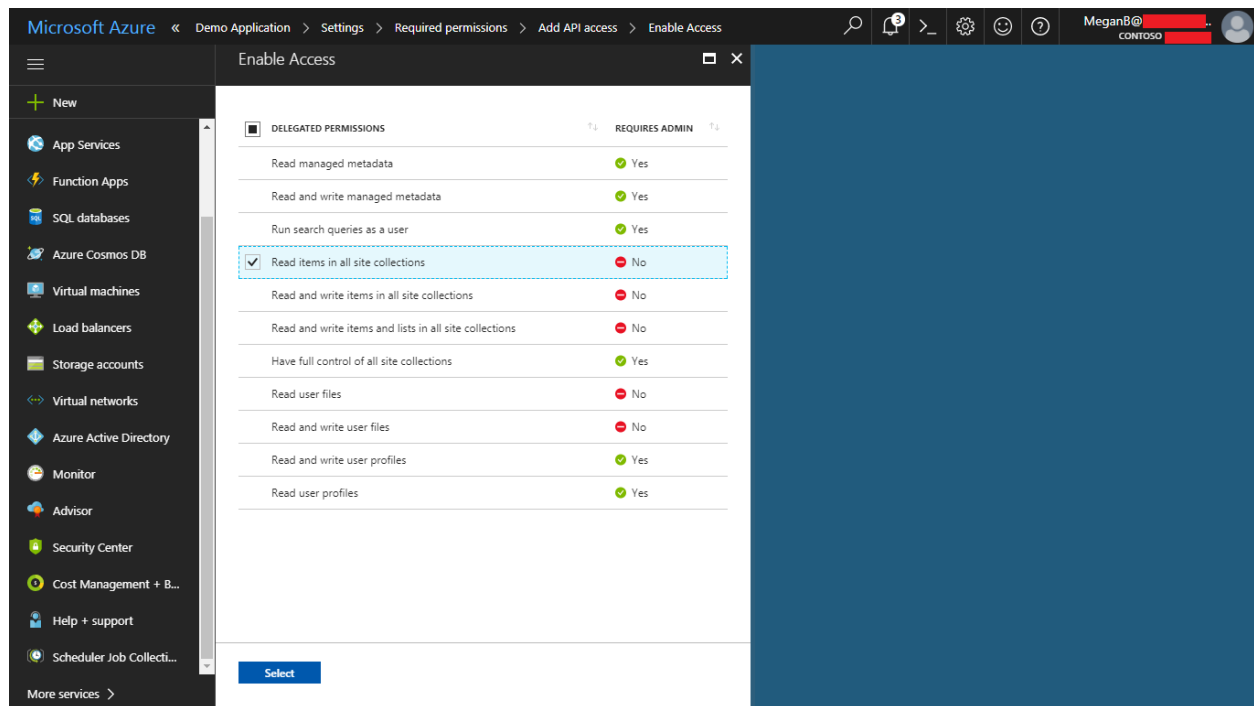 Microsoft Azure « Demo Application > Settings > Required permissions > Add API access > Enable Access
3
MeganB@ ..
CONTOSO
Enable Access
New
App Services
Function Apps
SQL databases
Azure Cosmos DB
Virtual machines
Load balancers
Storage accounts
Virtual networks
Azure Active Directory
Monitor
Advisor
Security Center
Cost Management + B...
Help + support
Scheduler Job Collecti...
More services >
DELEGATED PERMISSIONS REQUIRES ADMIN
Read managed metadata Yes
Read and write managed metadata Yes
Run search queries as a user Yes
Read items in all site collections No
Read and write items in all site collections No
Read and write items and lists in all site collections No
Have full control of all site collections Yes
Read user files No
Read and write user files No
Read and write user profiles Yes
Read user profiles Yes
Select